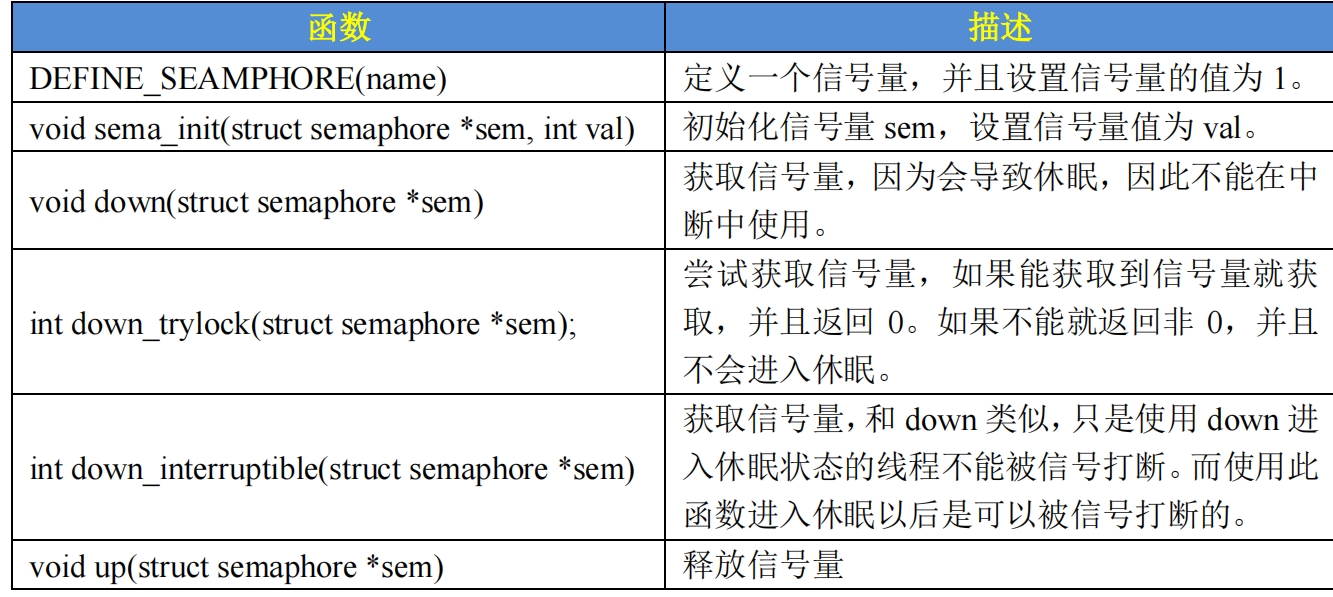 函数
描述
DEFINE_SEAMPHORE(name)
定义一个信号量，并且设置信号量的值为 1。
void sema_init(struct semaphore *sem, int val)
初始化信号量 sem，设置信号量值为 val。
void down(struct semaphore *sem)
获取信号量，因为会导致休眠，因此不能在中
断中使用。
int down_trylock(struct semaphore *sem);
尝试获取信号量，如果能获取到信号量就获
取，并且返回 0。如果不能就返回非 0，并且
不会进入休眠。
int down_interruptible(struct semaphore *sem)
获取信号量，和 down 类似，只是使用 down 进
入休眠状态的线程不能被信号打断。而使用此
函数进入休眠以后是可以被信号打断的。
void up(struct semaphore *sem)
释放信号量